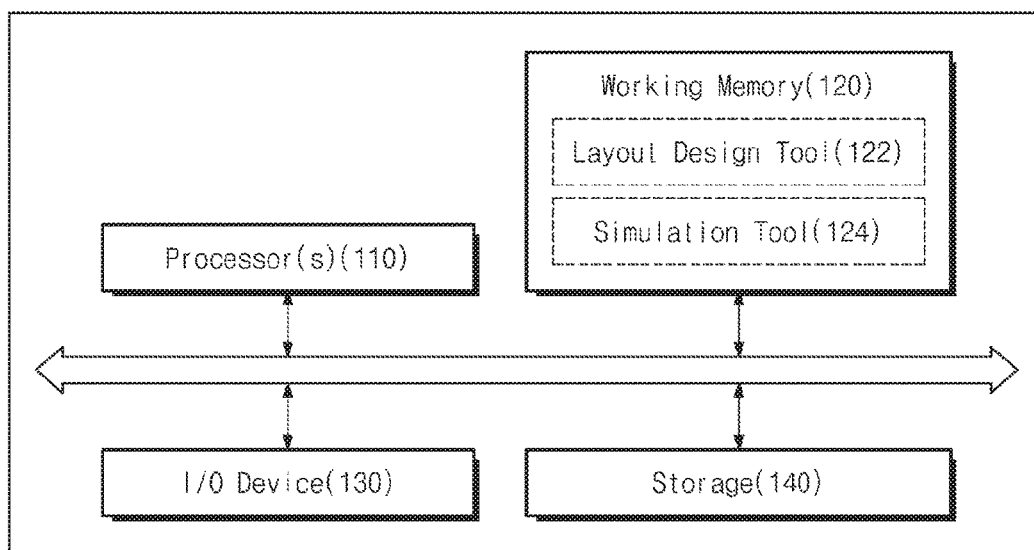 Working Memory(120)
Layout Design Tool(122)
Simulation Tool(124)
Processor(s)(110)
I/O Device(130)
Storage(140)